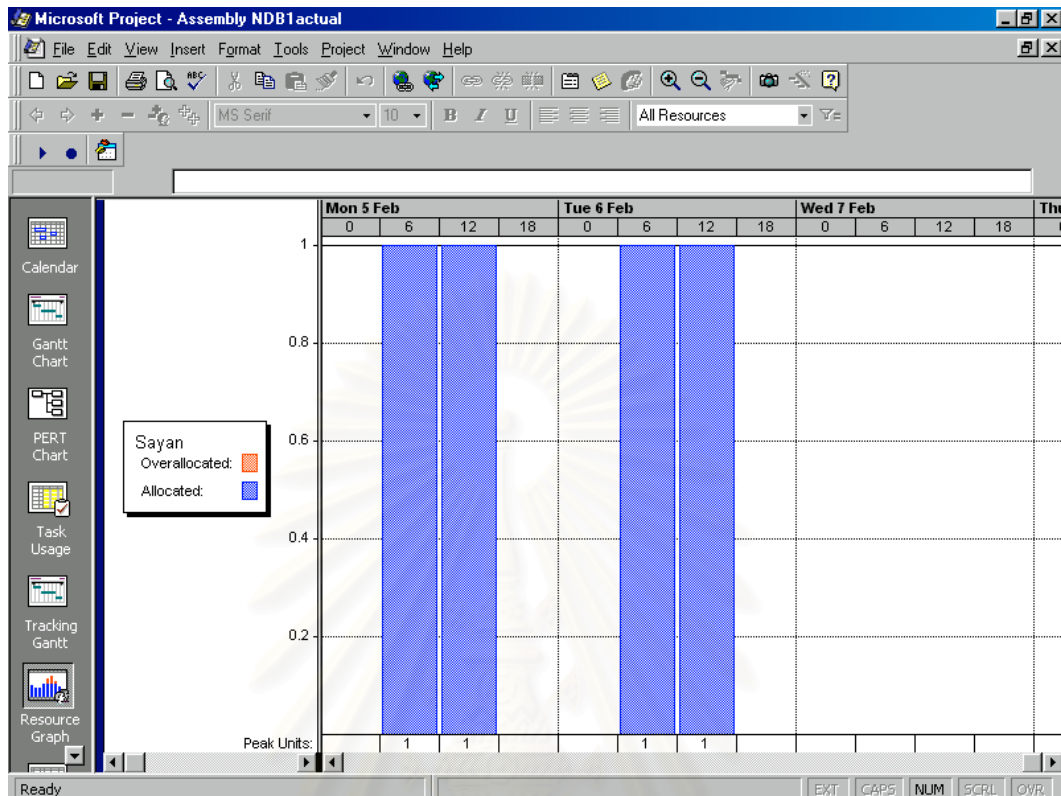 Microsoft Project - Assembly NDB1actual
File Edit View Insert Format Tools Project Window Help
MS Serif 10 B I U All Resources
Mon 5 Feb Tue 6 Feb Wed 7 Feb Thu
0 6 12 18 0 6 12 18 0 6 12 18
Calendar
Gantt
Chart
PERT
Chart
Task
Usage
Tracking
Gantt
Resource
Graph
1
0.8
0.6
0.4
0.2
Sayan
Overallocated:
Allocated:
Peak Units: 1 1 1 1
Ready EXT CAPS NUM SCRL OVR